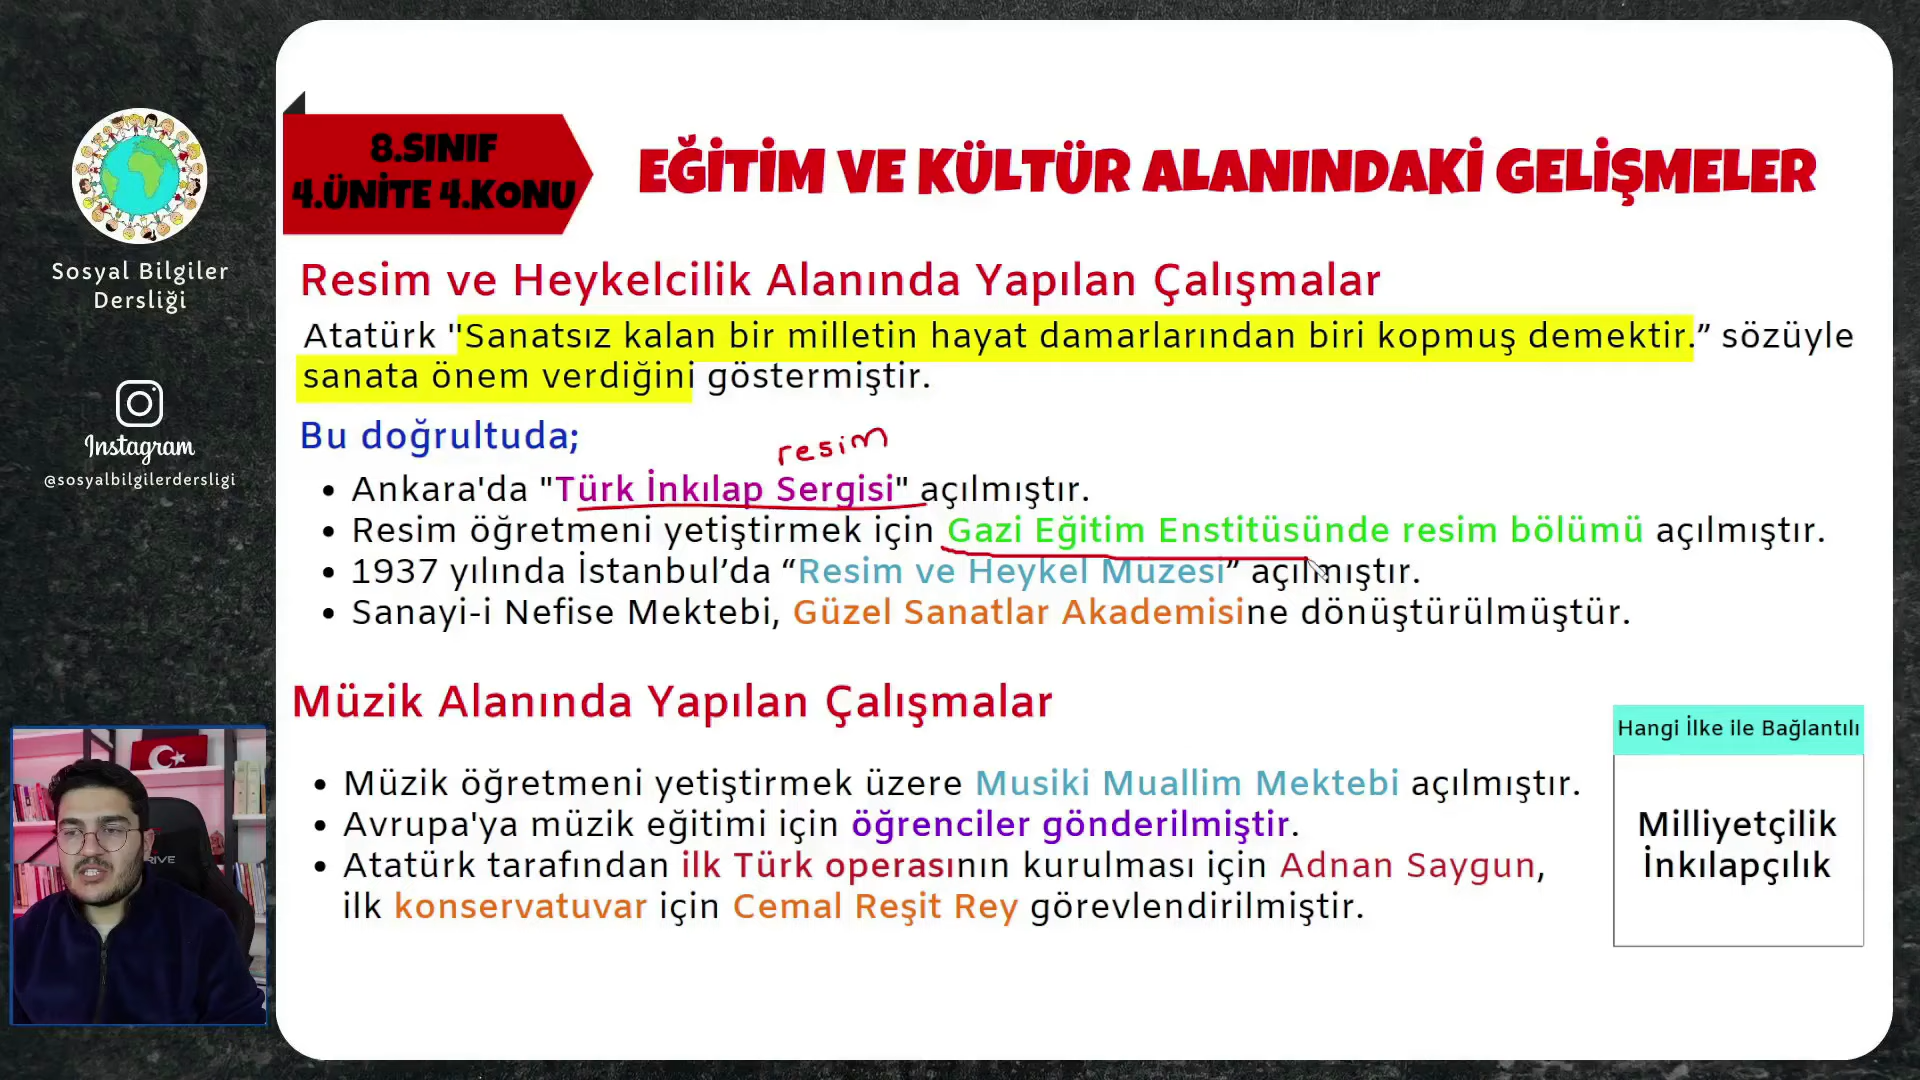 8.SINIF
4.ÜNİTE 4.KONU
EĞİTİM VE KÜLTÜR ALANINDAKİ GELİŞMELER
Sosyal Bilgiler
Dersliği
Instagram
@sosyalbilgilerdersligi
Resim ve Heykelcilik Alanında Yapılan Çalışmalar
Atatürk "Sanatsız kalan bir milletin hayat damarlarından biri kopmuş demektir.” sözüyle
sanata önem verdiğini göstermiştir.
Bu doğrultuda;
resim
• Ankara'da "Türk İnkılap Sergisi" açılmıştır.
• Resim öğretmeni yetiştirmek için Gazi Eğitim Enstitüsünde resim bölümü açılmıştır.
• 1937 yılında İstanbul’da “Resim ve Heykel Müzesi” açılmıştır.
• Sanayi-i Nefise Mektebi, Güzel Sanatlar Akademisine dönüştürülmüştür.
Müzik Alanında Yapılan Çalışmalar
• Müzik öğretmeni yetiştirmek üzere Musiki Muallim Mektebi açılmıştır.
• Avrupa'ya müzik eğitimi için öğrenciler gönderilmiştir.
• Atatürk tarafından ilk Türk operasının kurulması için Adnan Saygun,
ilk konservatuvar için Cemal Reşit Rey görevlendirilmiştir.
Hangi İlke ile Bağlantılı
Milliyetçilik
İnkılapçılık